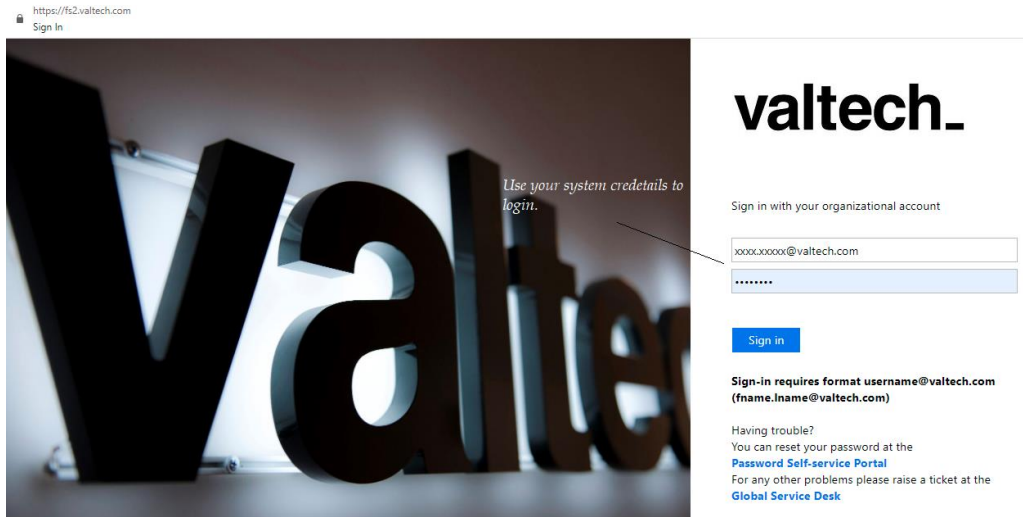 https://fs2.valtech.com
Sign In
valtech_
Valtec
Use your system credetails to
login.
Sign in with your organizational account
xxxx.xxxxx@valtech.com
••••••••
Sign in
Sign-in requires format username@valtech.com
(fname.lname@valtech.com)
Having trouble?
You can reset your password at the
Password Self-service Portal
For any other problems please raise a ticket at the
Global Service Desk